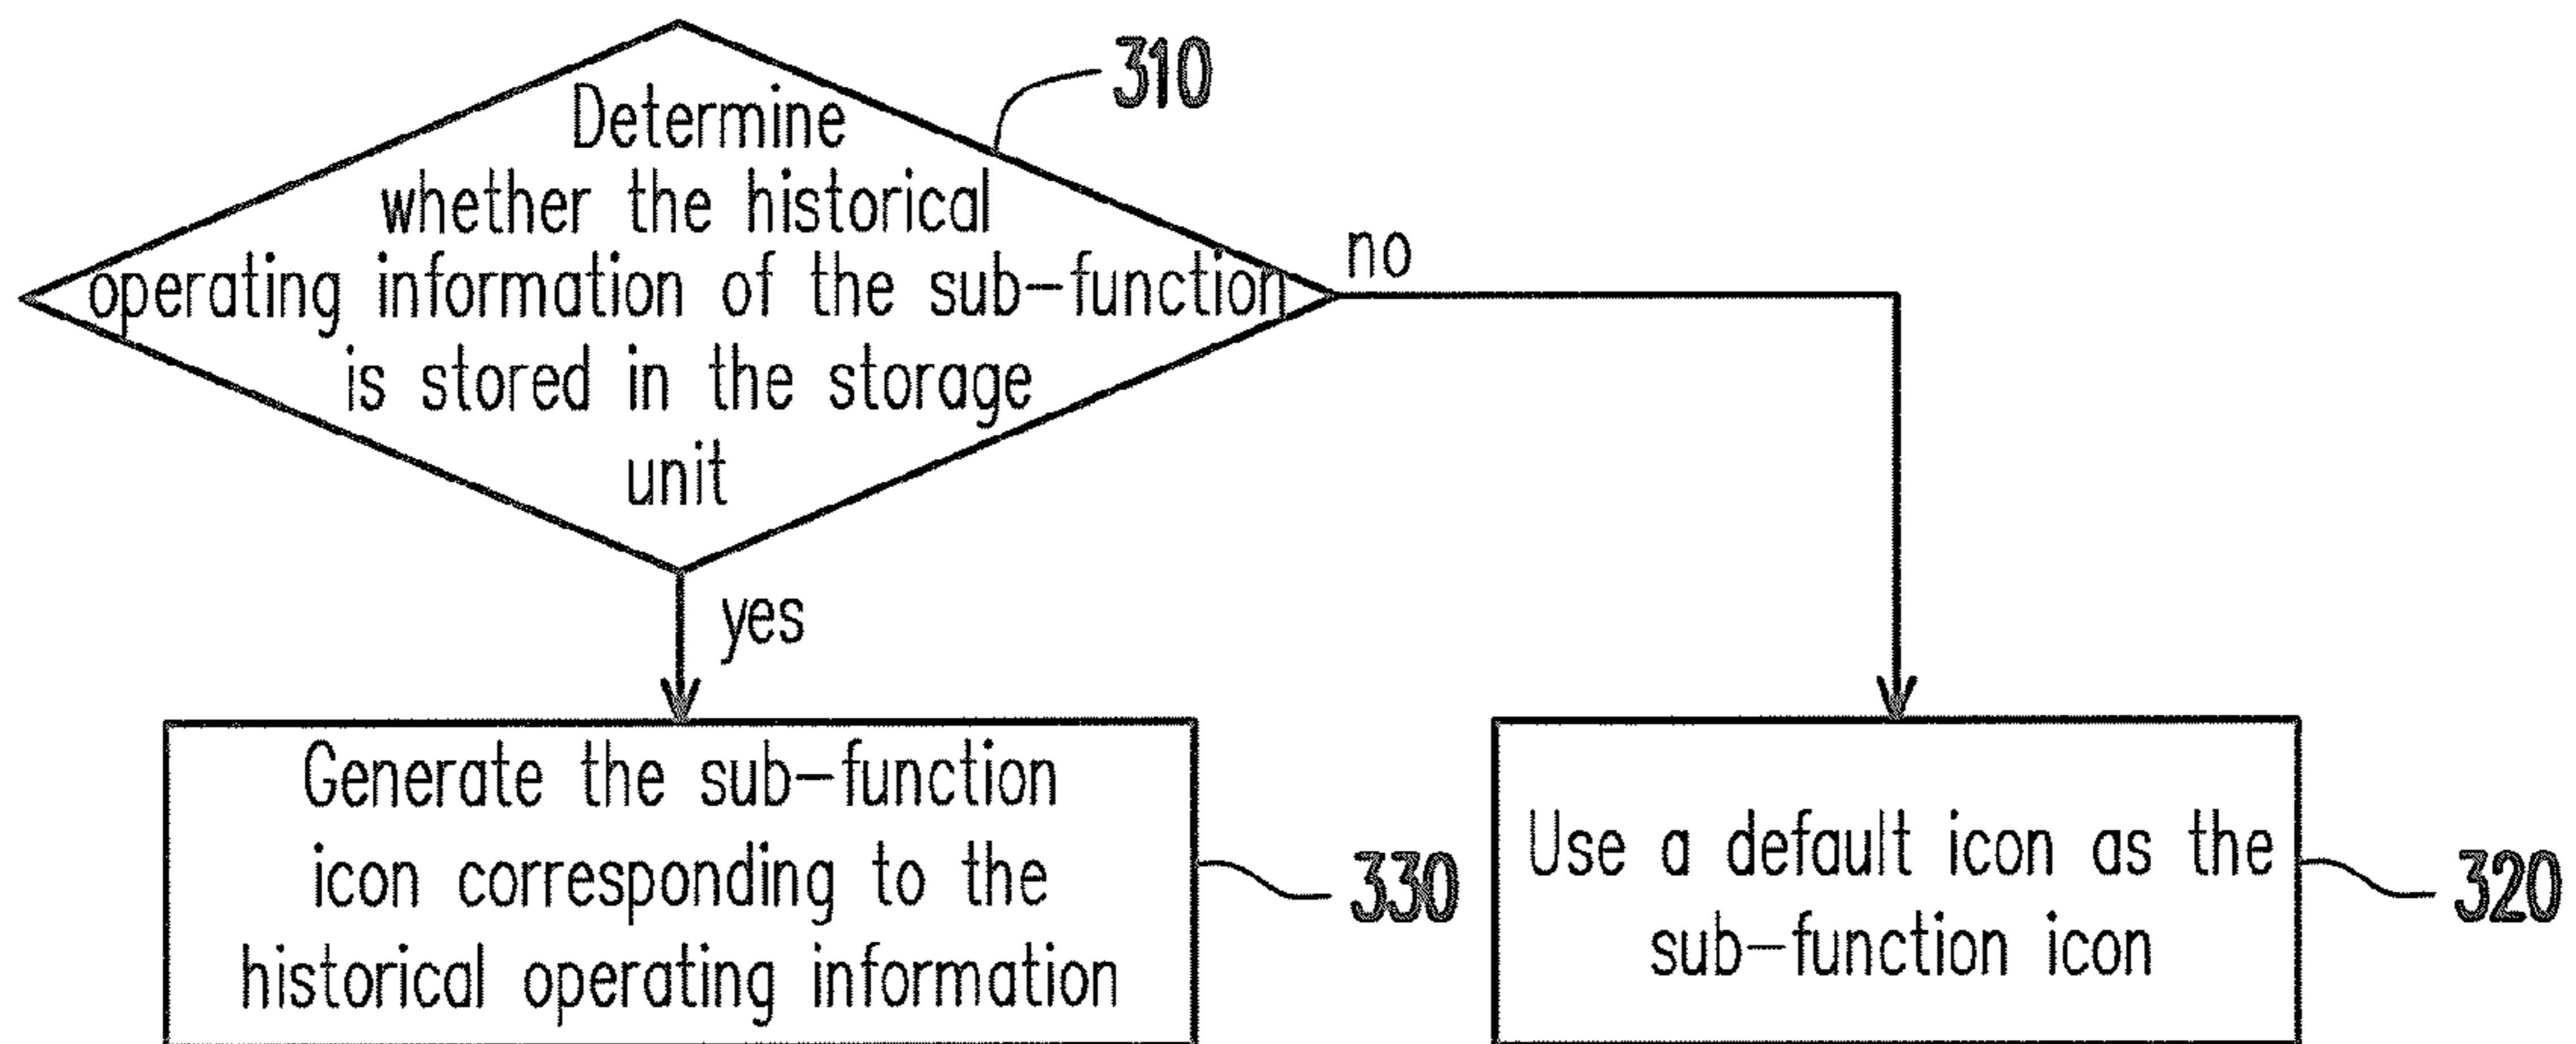 310
Determine
whether the historical
operating information of the sub-function
is stored in the storage
unit
no
yes
Generate the sub-function
icon corresponding to the
historical operating information
330
Use a default icon as the
sub-function icon
320